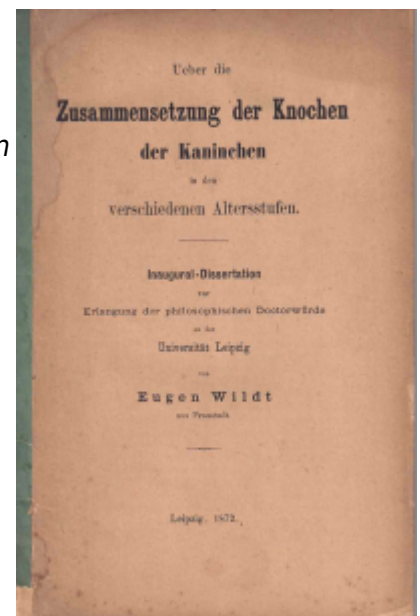 Ueber die
Zusammensetzung der Knochen
der Kaninchen
in den
verschiedenen Altersstufen.
Inaugural-Dissertation
zur
Erlangung der philosophischen Doctorwürde
an der
Universität Leipzig
von
Eugen Wildt
aus
Leipzig, 1872.
n